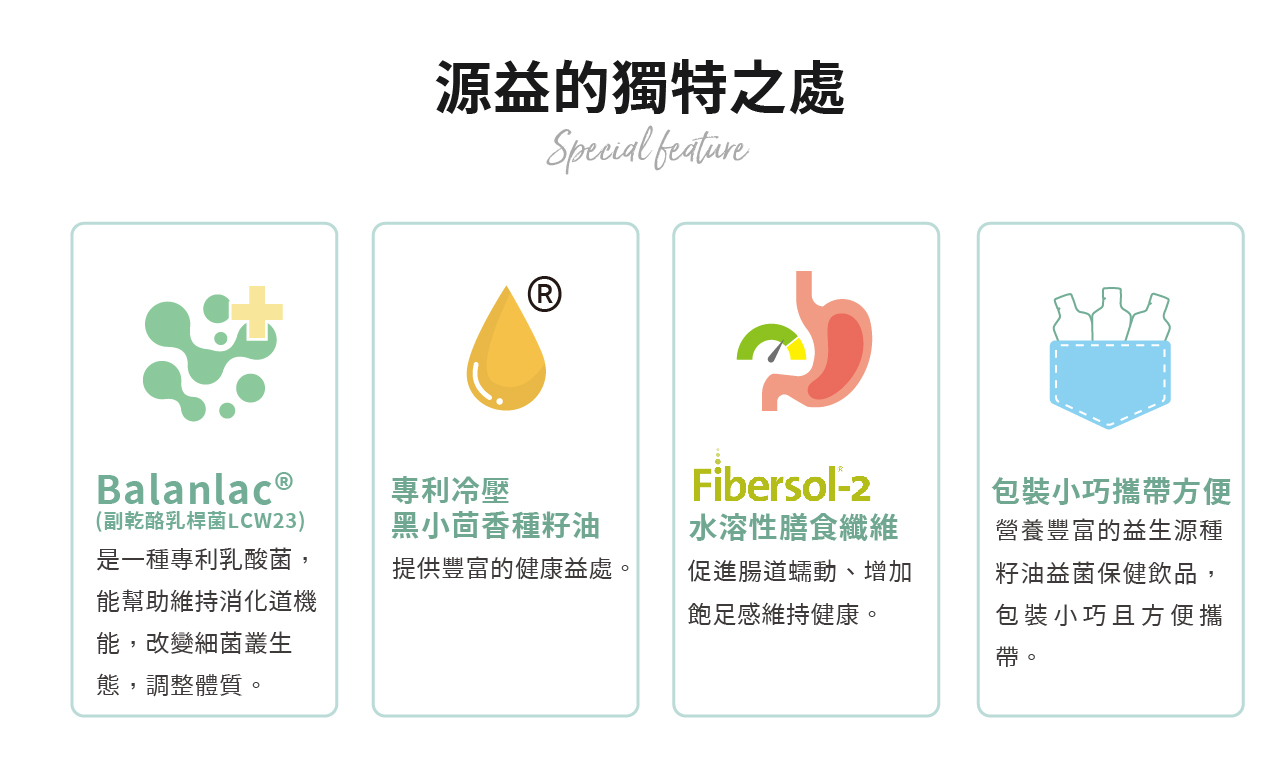 源益的獨特之處
Special feature
®
Balanlac®
(副乾酪乳桿菌LCW23)
是一種專利乳酸菌，
能幫助維持消化道機
能，改變細菌叢生
態，調整體質。
專利冷壓
黑小茴香種籽油
提供豐富的健康益處。
Fibersol®-2
水溶性膳食纖維
促進腸道蠕動、增加
飽足感維持健康。
包裝小巧攜帶方便
營養豐富的益生源種
籽油益菌保健飲品，
包裝小巧且方便攜
帶。